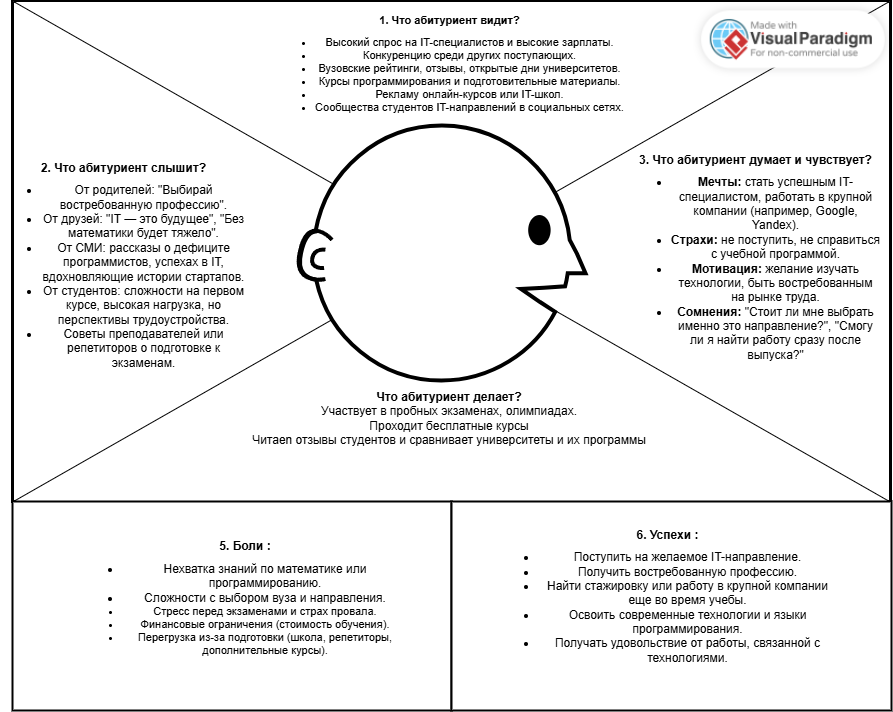 1. Что абитуриент видит?
Высокий спрос на IT-специалистов и высокие зарплаты.
Конкуренцию среди других поступающих.
Вузовские рейтинги, отзывы, открытые дни университетов.
Курсы программирования и подготовительные материалы.
Рекламу онлайн-курсов или IT-школ.
Сообщества студентов IT-направлений в социальных сетях.
Made with
VisualParadigm
For non-commercial use
2. Что абитуриент слышит?
От родителей: "Выбирай
востребованную профессию".
От друзей: "IT — это будущее", "Без
математики будет тяжело".
От СМИ: рассказы о дефиците
программистов, успехах в IT,
вдохновляющие истории стартапов.
От студентов: сложности на первом
курсе, высокая нагрузка, но
перспективы трудоустройства.
Советы преподавателей или
репетиторов о подготовке к
экзаменам.
3. Что абитуриент думает и чувствует?
Мечты: стать успешным IT-
специалистом, работать в крупной
компании (например, Google,
Yandex).
Страхи: не поступить, не справиться
с учебной программой.
Мотивация: желание изучать
технологии, быть востребованным
на рынке труда.
Сомнения: "Стоит ли мне выбрать
именно это направление?", "Смогу
ли я найти работу сразу после
выпуска?"
Что абитуриент делает?
Участвует в пробных экзаменах, олимпиадах.
Проходит бесплатные курсы
Читаеп отзывы студентов и сравнивает университеты и их программы
5. Боли :
Нехватка знаний по математике или
программированию.
Сложности с выбором вуза и направления.
Стресс перед экзаменами и страх провала.
Финансовые ограничения (стоимость обучения).
Перегрузка из-за подготовки (школа, репетиторы,
дополнительные курсы).
6. Успехи :
Поступить на желаемое IT-направление.
Получить востребованную профессию.
Найти стажировку или работу в крупной компании
еще во время учебы.
Освоить современные технологии и языки
программирования.
Получать удовольствие от работы, связанной с
технологиями.